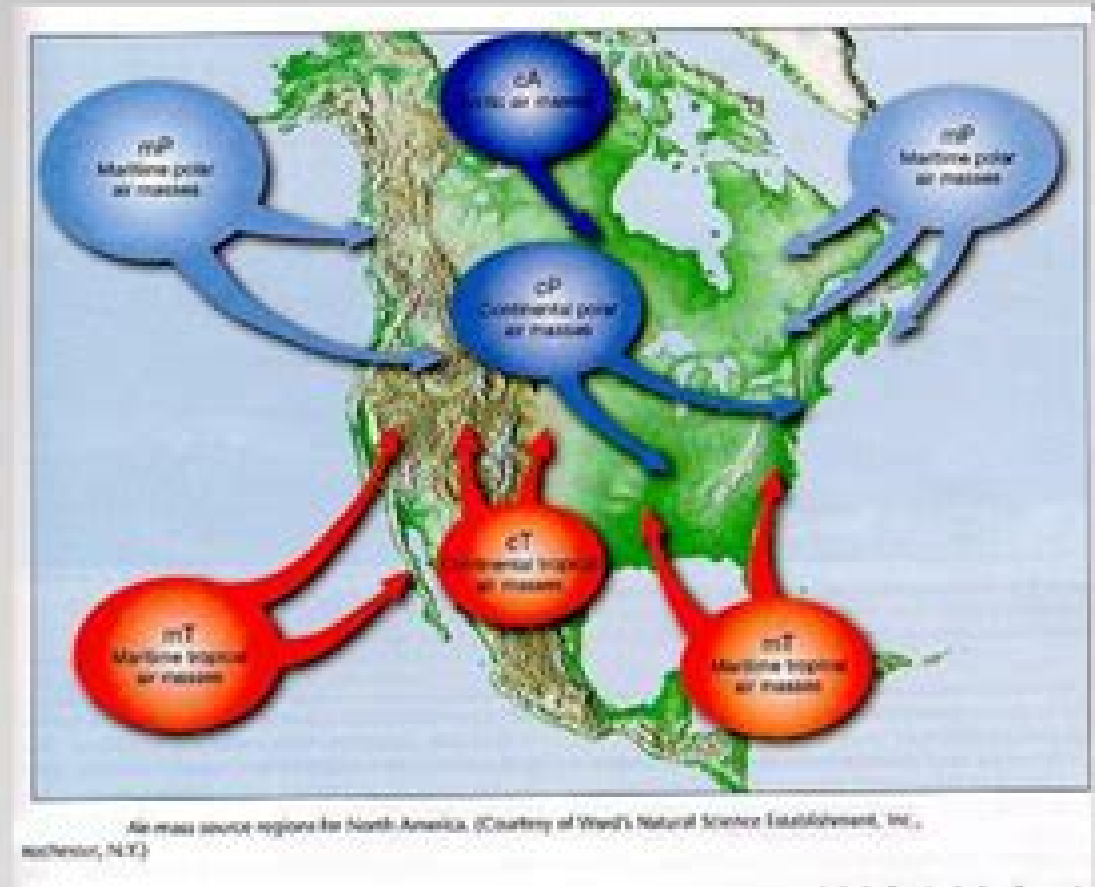 cA
air masses
mP
Maritime polar
air masses
mP
Maritime polar
air masses
cP
Continental polar
air masses
cT
Continental tropical
air masses
mT
Maritime tropical
air masses
mT
Maritime tropical
air masses
Air mass source regions for North America. (Courtesy of Ward's Natural Science Establishment, Inc.,
Rochester, N.Y.)